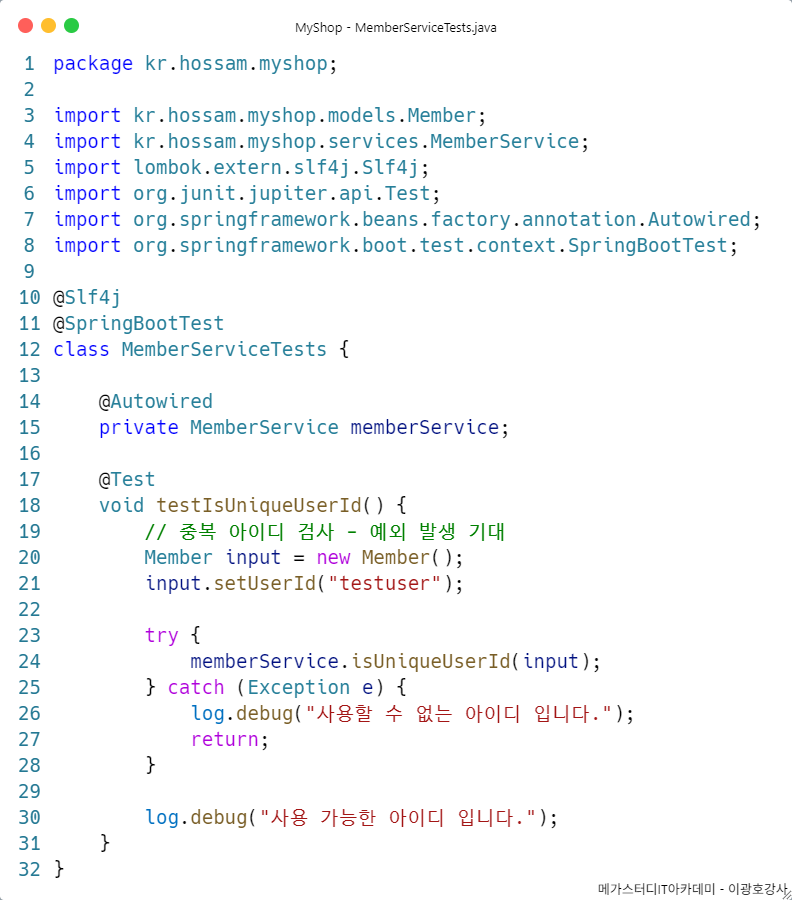 MyShop - MemberServiceTests.java
1 package kr.hossam.myshop;
2
3 import kr.hossam.myshop.models.Member;
4 import kr.hossam.myshop.services.MemberService;
5 import lombok.extern.slf4j.Slf4j;
6 import org.junit.jupiter.api.Test;
7 import org.springframework.beans.factory.annotation.Autowired;
8 import org.springframework.boot.test.context.SpringBootTest;
9
10 @Slf4j
11 @SpringBootTest
12 class MemberServiceTests {
13
14     @Autowired
15     private MemberService memberService;
16
17     @Test
18     void testIsUniqueUserId() {
19         // 중복 아이디 검사 - 예외 발생 기대
20         Member input = new Member();
21         input.setUserId("testuser");
22
23         try {
24             memberService.isUniqueUserId(input);
25         } catch (Exception e) {
26             log.debug("사용할 수 없는 아이디 입니다.");
27             return;
28         }
29
30         log.debug("사용 가능한 아이디 입니다.");
31     }
32 }
메가스터디IT아카데미 - 이광호강사